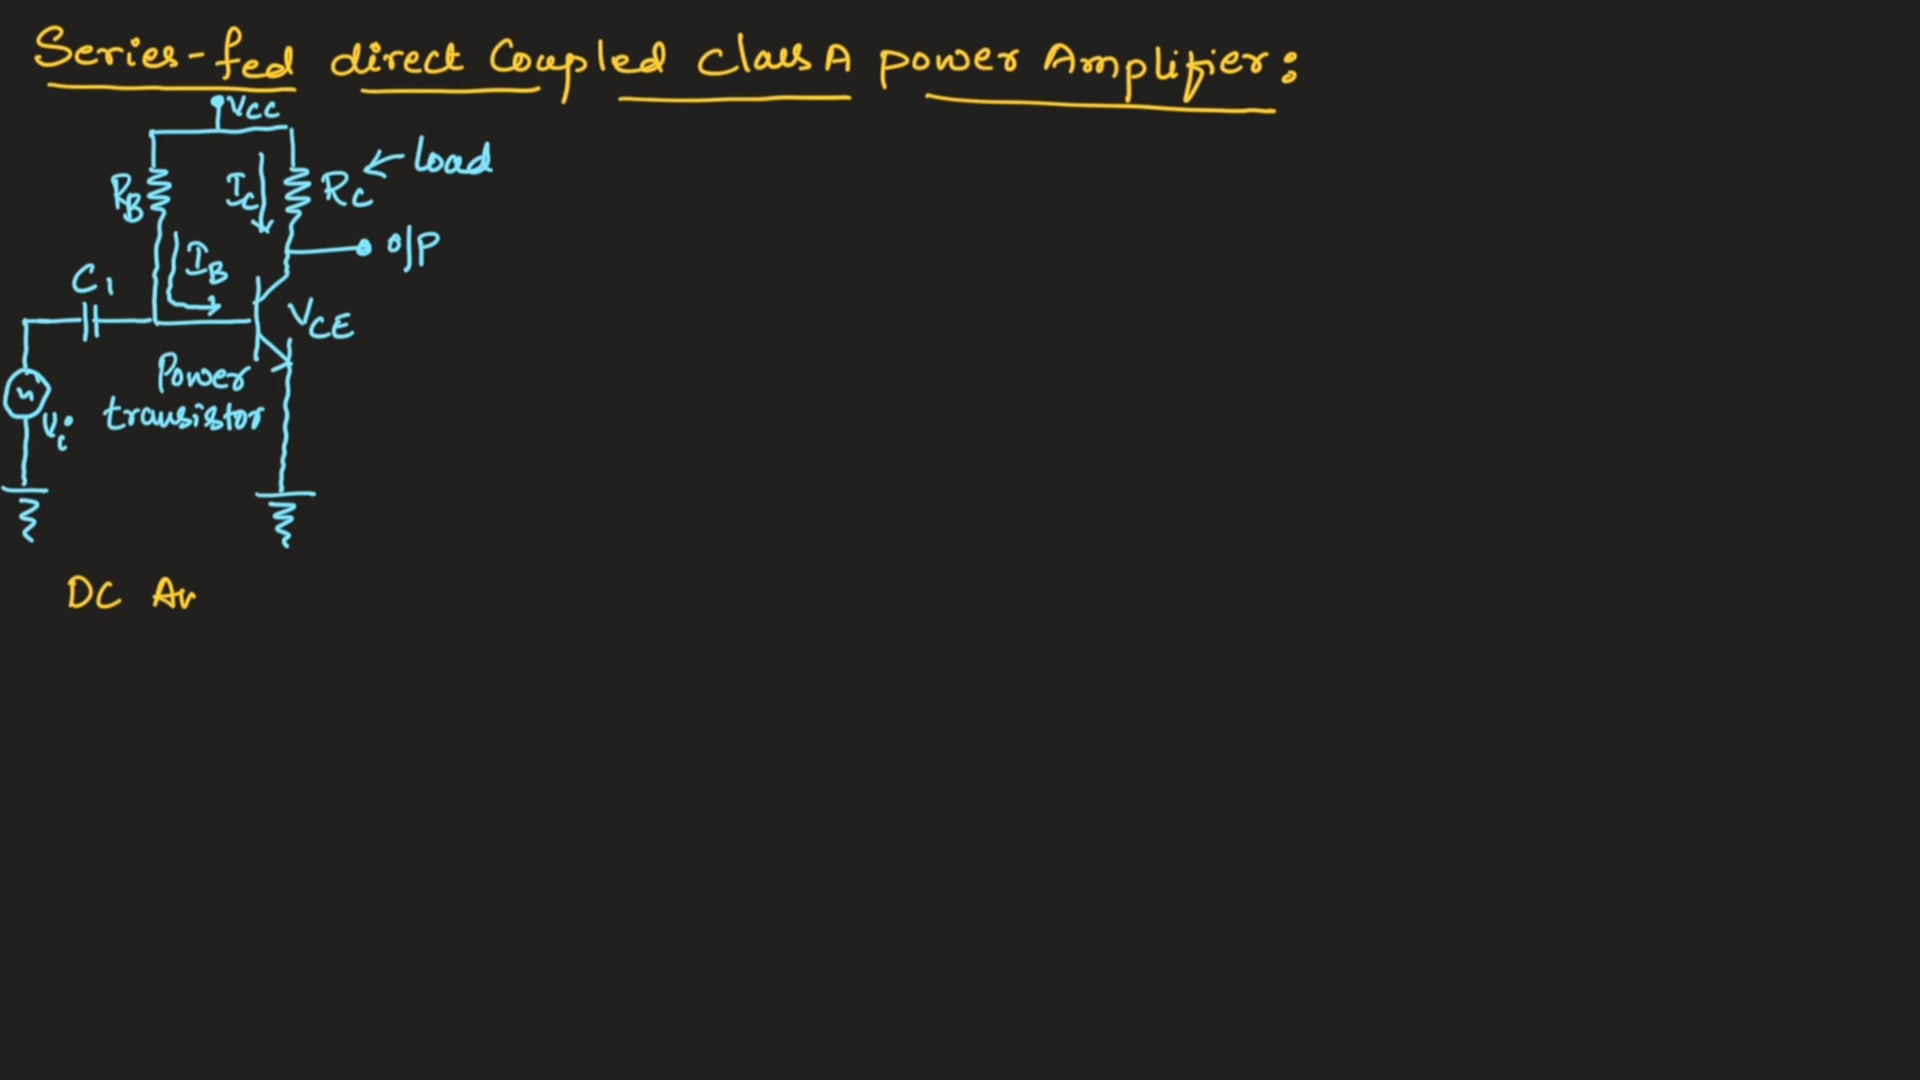 Series-fed direct Coupled class A power Amplifier:
VCC
RB
IC
RC ← Load
O/P
IB
C1
VCE
Power
transistor
Vi
DC An